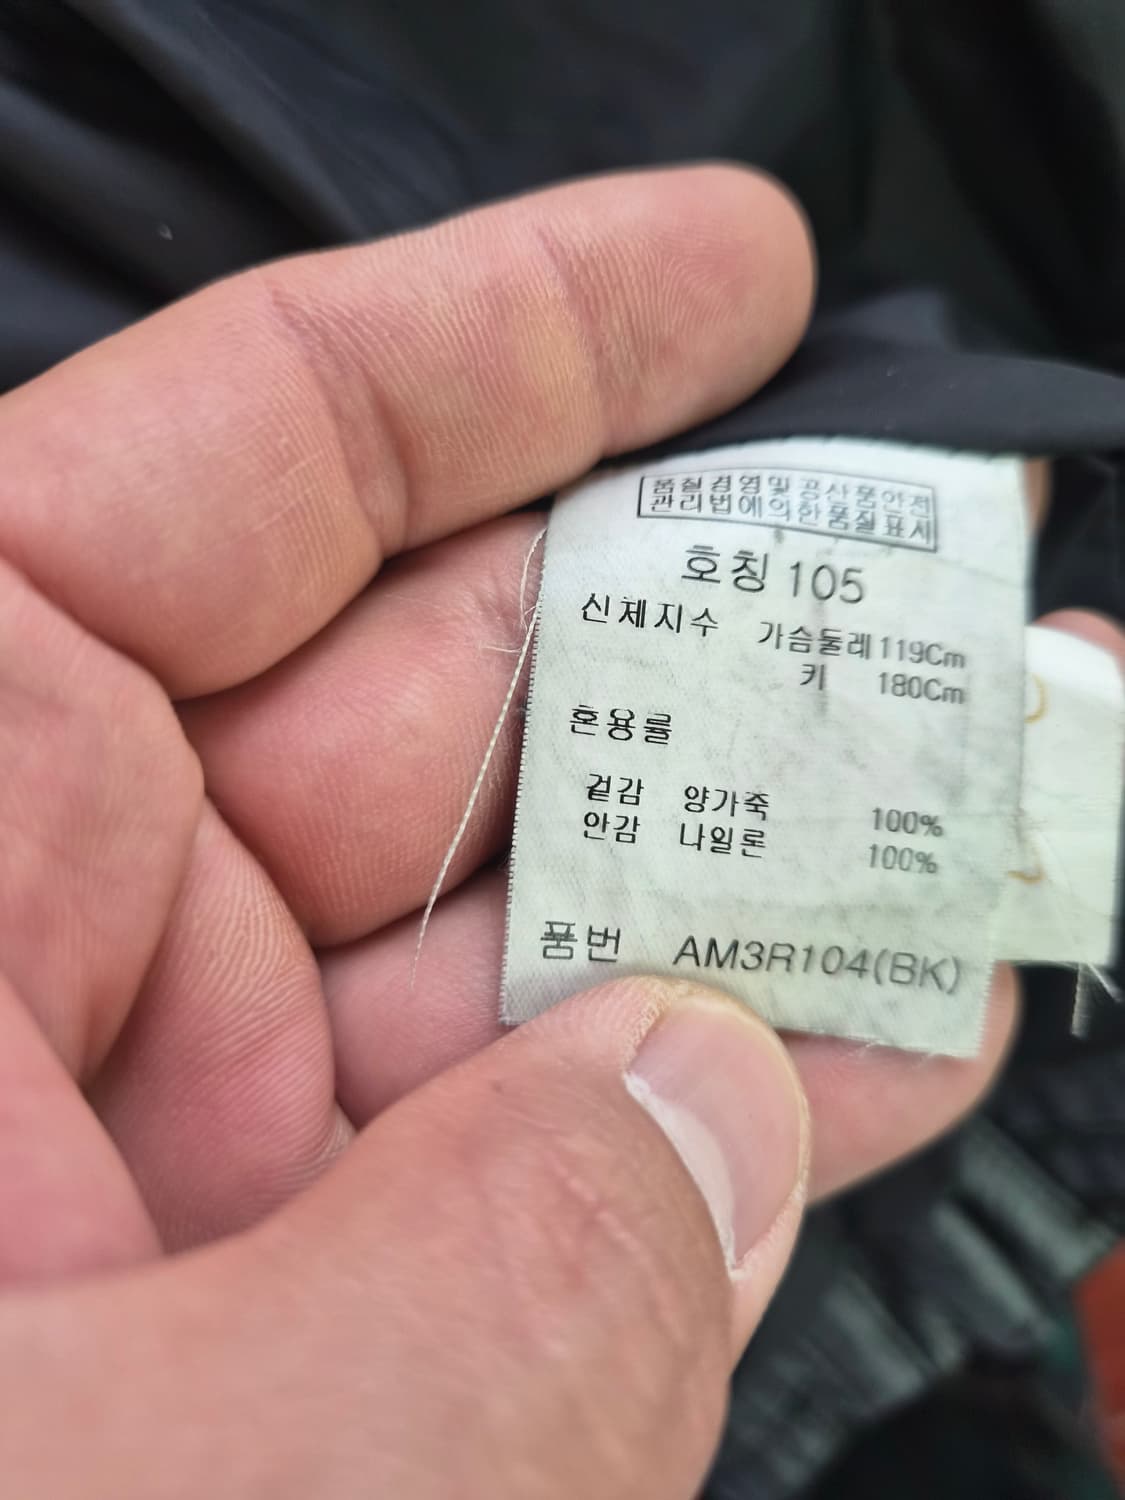 품질경영및공산품안전
관리법에의한품질표시
호칭 105
신체지수 가슴둘레 119Cm
키 180Cm
혼용률
겉감 양가죽 100%
안감 나일론 100%
품번 AM3R104(BK)